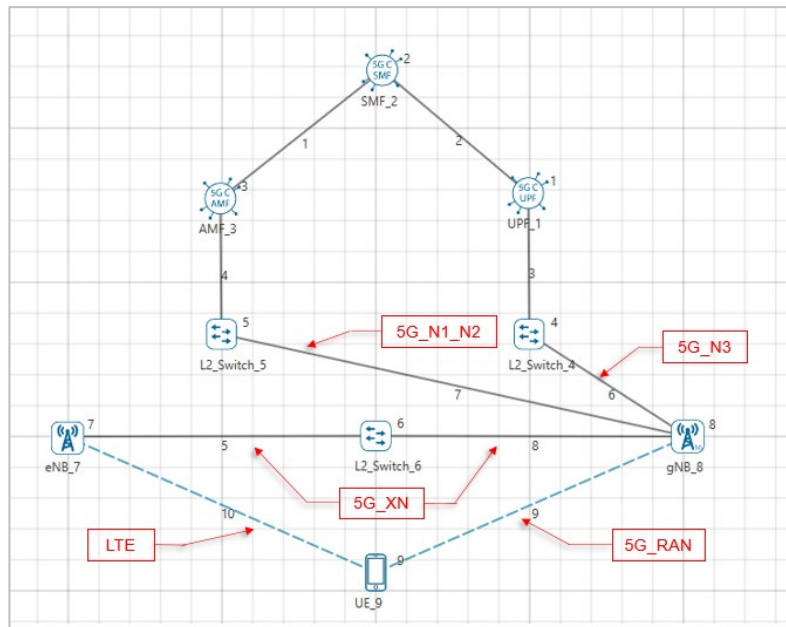 5G C
SMF
2
SMF_2
1
2
5G C
AMF
3
AMF_3
5G C
UPF
1
UPF_1
4
3
5
L2_Switch_5
5G_N1_N2
4
L2_Switch_4
5G_N3
7
6
7
eNB_7
5
6
L2_Switch_6
8
8
5G
gNB_8
5G_XN
10
9
LTE
5G_RAN
9
UE_9